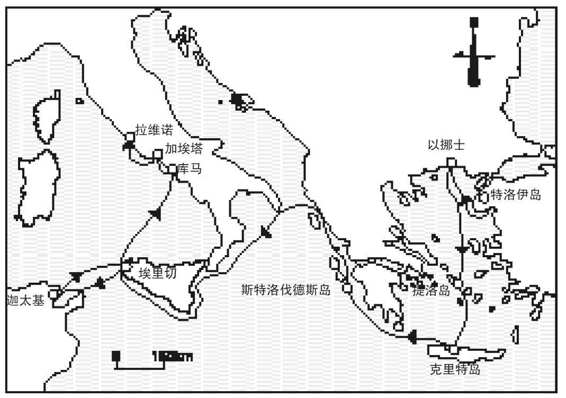 拉维诺
加埃塔
库马
以挪士
特洛伊岛
埃里切
迦太基
斯特洛伐德斯岛
提洛岛
克里特岛